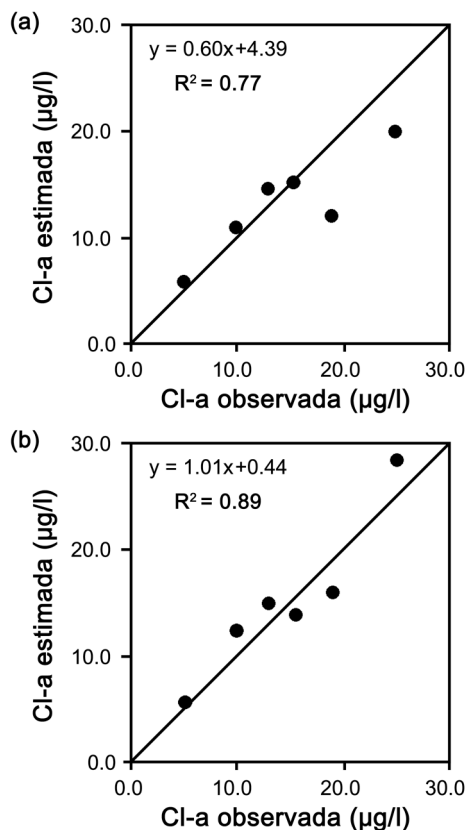 (a)
30.0
y = 0.60x+4.39
R² = 0.77
20.0
10.0
0.0
Cl-a estimada (µg/l)
0.0 10.0 20.0 30.0
Cl-a observada (µg/l)
(b)
30.0
y = 1.01x+0.44
R² = 0.89
20.0
10.0
0.0
Cl-a estimada (µg/l)
0.0 10.0 20.0 30.0
Cl-a observada (µg/l)